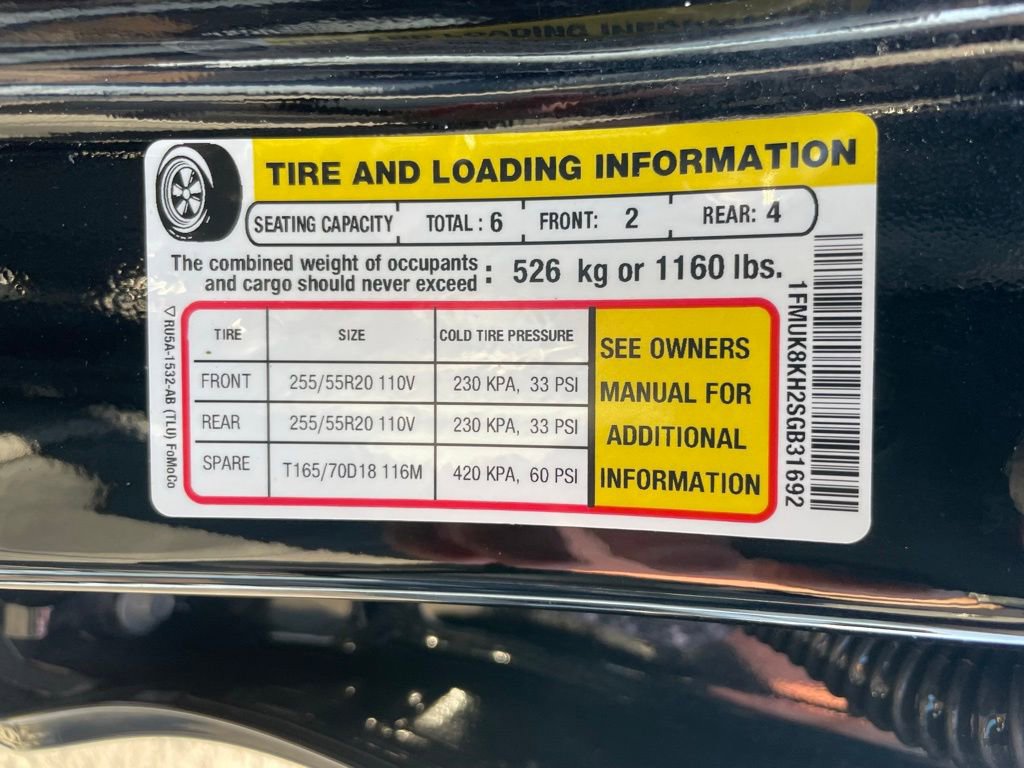 TIRE AND LOADING INFORMATION
SEATING CAPACITY TOTAL : 6 FRONT: 2 REAR: 4
The combined weight of occupants
and cargo should never exceed : 526 kg or 1160 lbs.
TIRE SIZE COLD TIRE PRESSURE
FRONT 255/55R20 110V 230 KPA, 33 PSI
REAR 255/55R20 110V 230 KPA, 33 PSI
SPARE T165/70D18 116M 420 KPA, 60 PSI
SEE OWNERS
MANUAL FOR
ADDITIONAL
INFORMATION
▽RU5A-1532-AB (TLU) FoMoCo
1FMUK8KH2SGB31692